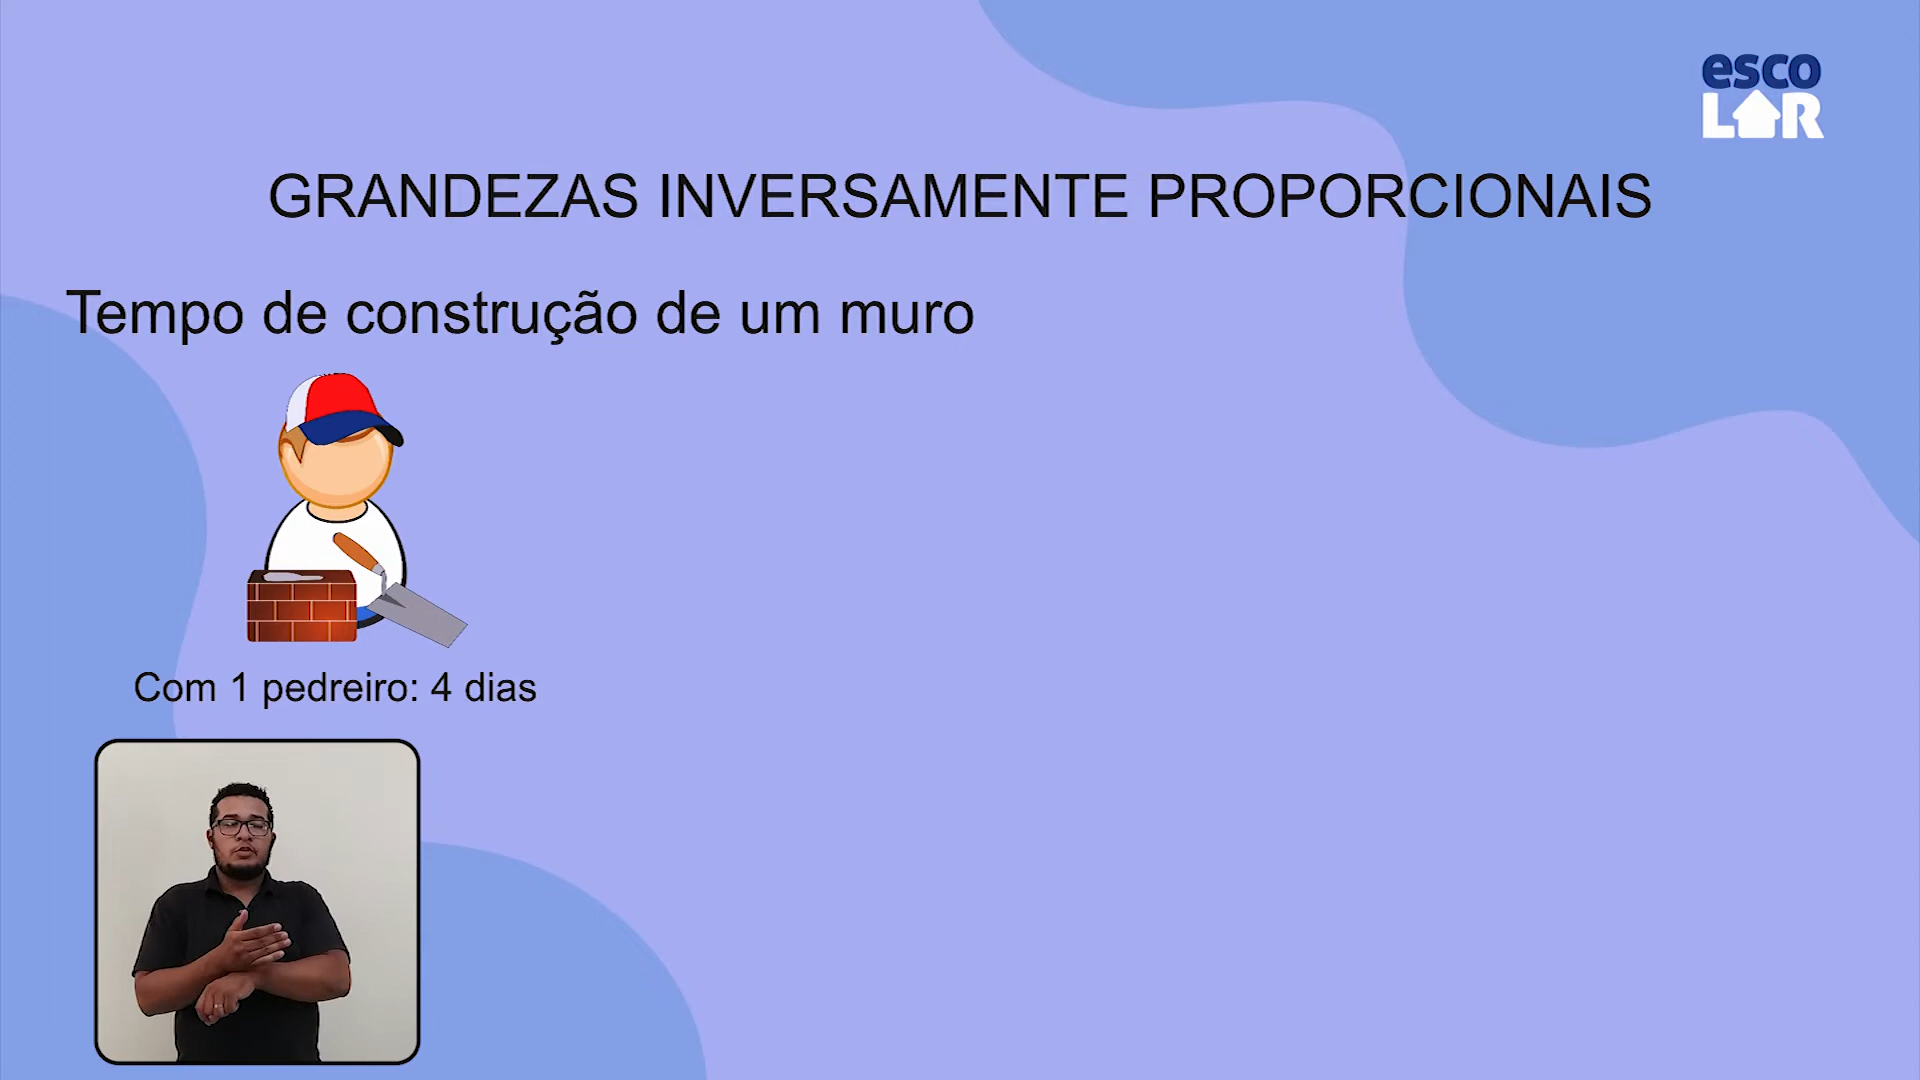 esco
LAR
GRANDEZAS INVERSAMENTE PROPORCIONAIS
Tempo de construção de um muro
Com 1 pedreiro: 4 dias